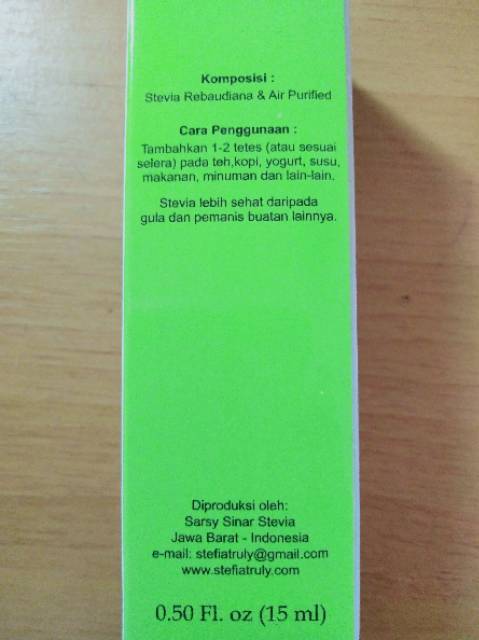 Komposisi :
Stevia Rebaudiana & Air Purified
Cara Penggunaan :
Tambahkan 1-2 tetes (atau sesuai
selera) pada teh,kopi, yogurt, susu,
makanan, minuman dan lain-lain.
Stevia lebih sehat daripada
gula dan pemanis buatan lainnya.
Diproduksi oleh:
Sarsy Sinar Stevia
Jawa Barat - Indonesia
e-mail: stefiatruly@gmail.com
www.stefiatruly.com
0.50 Fl. oz (15 ml)